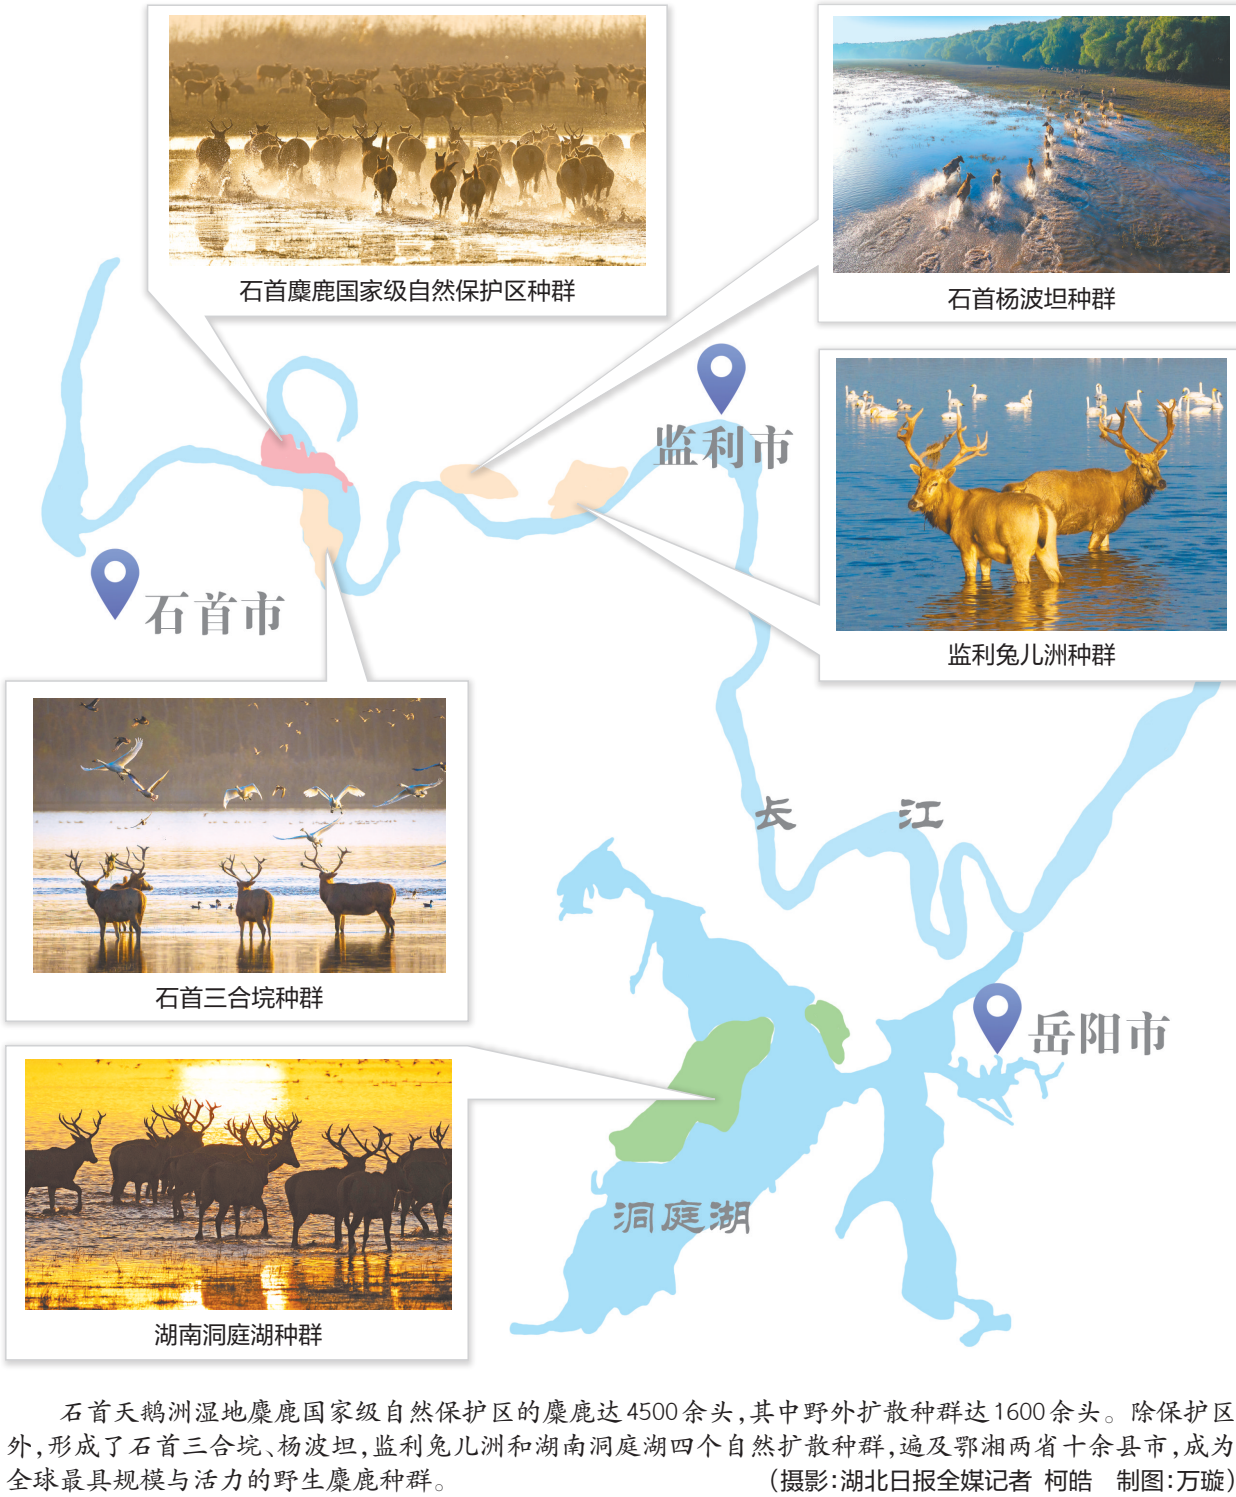 石首麋鹿国家级自然保护区种群
石首杨波坦种群
监利市
监利兔儿洲种群
石首市
石首三合垸种群
长江
岳阳市
洞庭湖
湖南洞庭湖种群
石首天鹅洲湿地麋鹿国家级自然保护区的麋鹿达4500余头,其中野外扩散种群达1600余头。除保护区
外,形成了石首三合垸、杨波坦,监利兔儿洲和湖南洞庭湖四个自然扩散种群,遍及鄂湘两省十余县市,成为
全球最具规模与活力的野生麋鹿种群。
(摄影:湖北日报全媒记者 柯皓 制图:万璇)